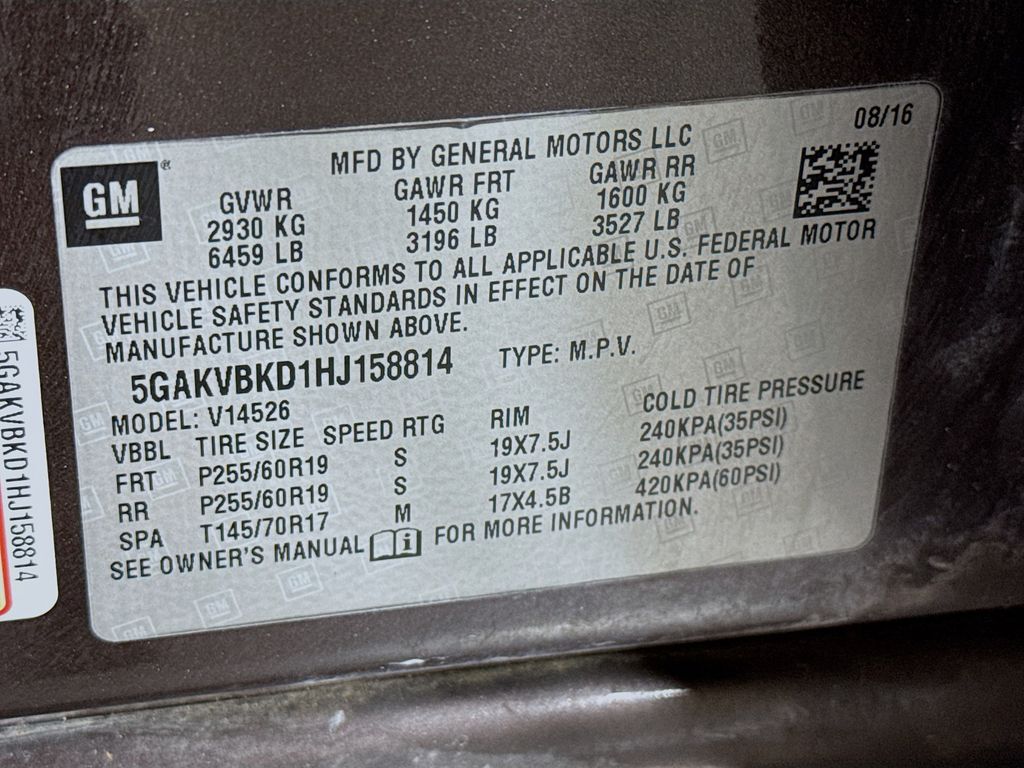 08/16
GM
®
MFD BY GENERAL MOTORS LLC
GVWR GAWR FRT GAWR RR
2930 KG 1450 KG 1600 KG
6459 LB 3196 LB 3527 LB
THIS VEHICLE CONFORMS TO ALL APPLICABLE U.S. FEDERAL MOTOR
VEHICLE SAFETY STANDARDS IN EFFECT ON THE DATE OF
MANUFACTURE SHOWN ABOVE.
5GAKVBKD1HJ158814 TYPE: M.P.V.
MODEL: V14526
VBBL TIRE SIZE SPEED RTG RIM COLD TIRE PRESSURE
FRT P255/60R19 S 19X7.5J 240KPA(35PSI)
RR P255/60R19 S 19X7.5J 240KPA(35PSI)
SPA T145/70R17 M 17X4.5B 420KPA(60PSI)
SEE OWNER'S MANUAL i FOR MORE INFORMATION.
5GAKVBKD1HJ158814